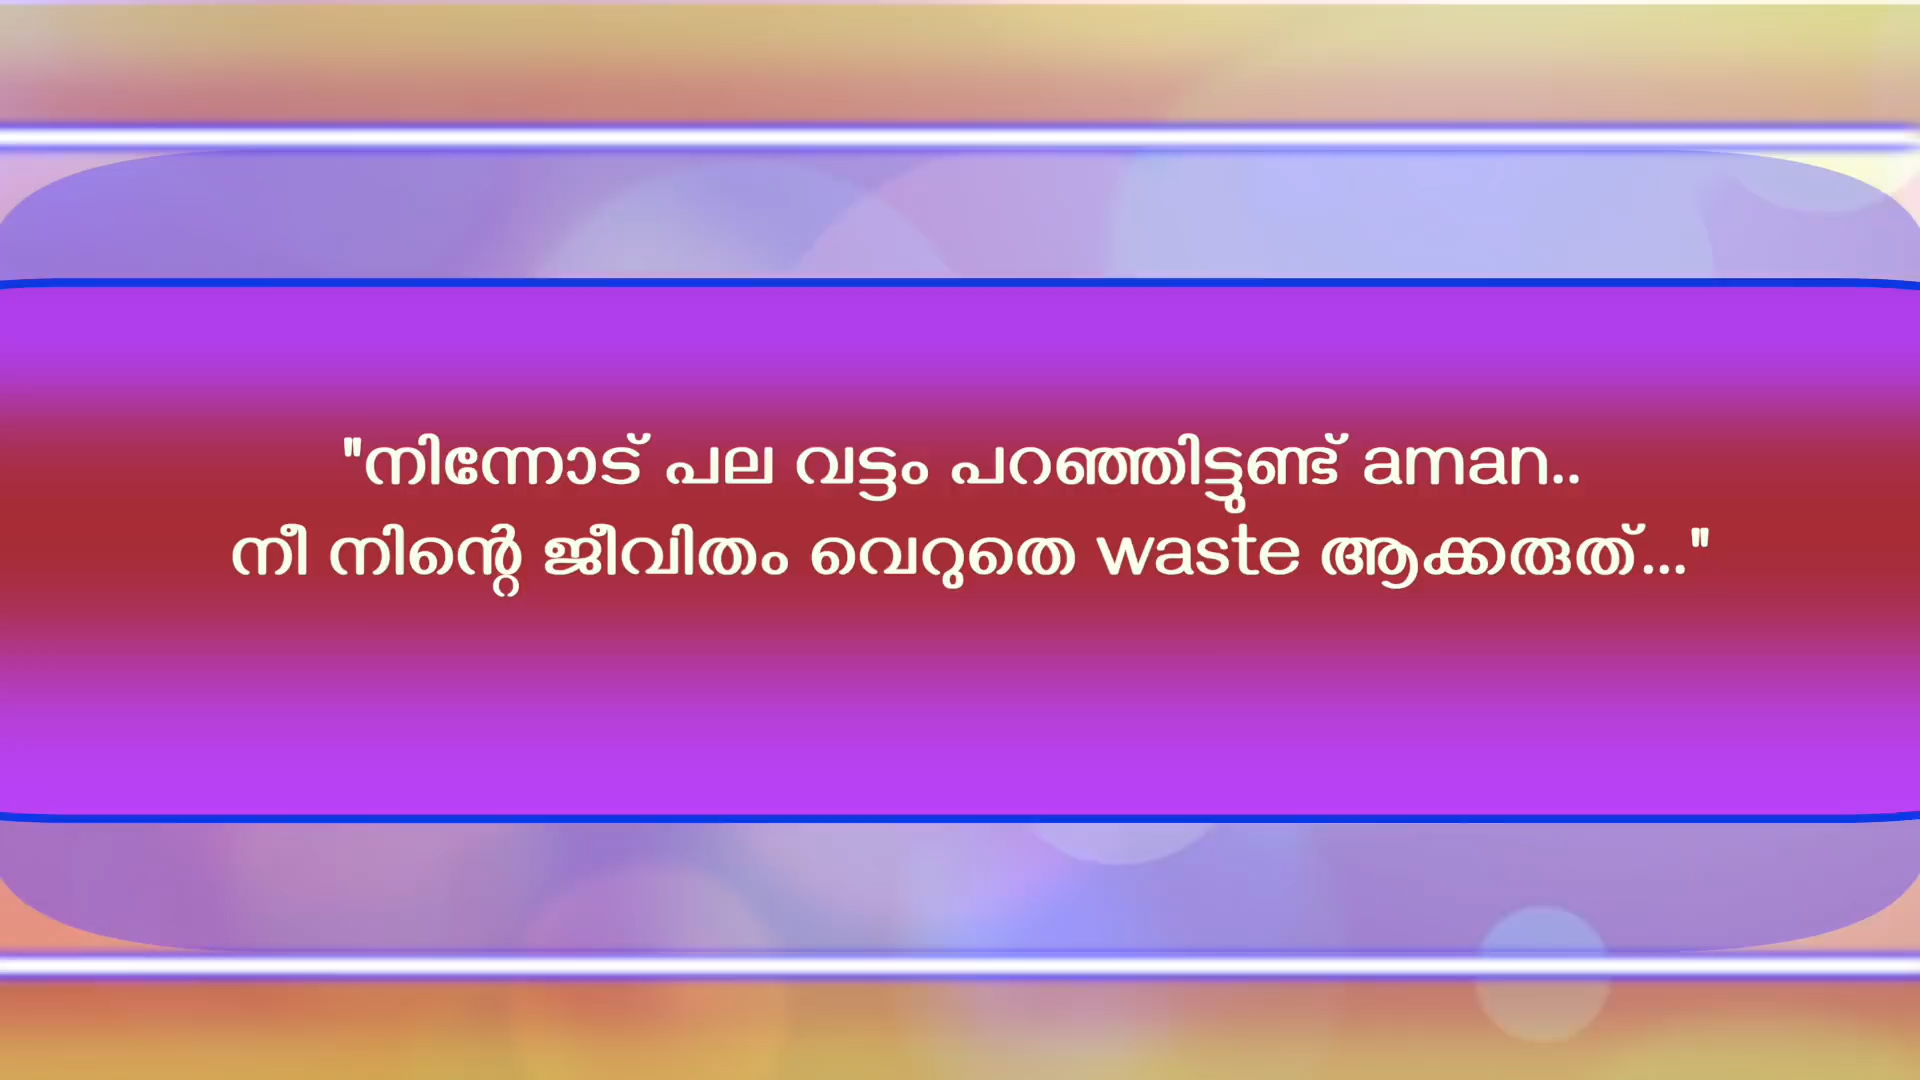 "നിന്നോട് പല വട്ടം പറഞ്ഞിട്ടുണ്ട് aman..
നീ നിന്റെ ജീവിതം വെറുതെ waste ആക്കരുത്..."